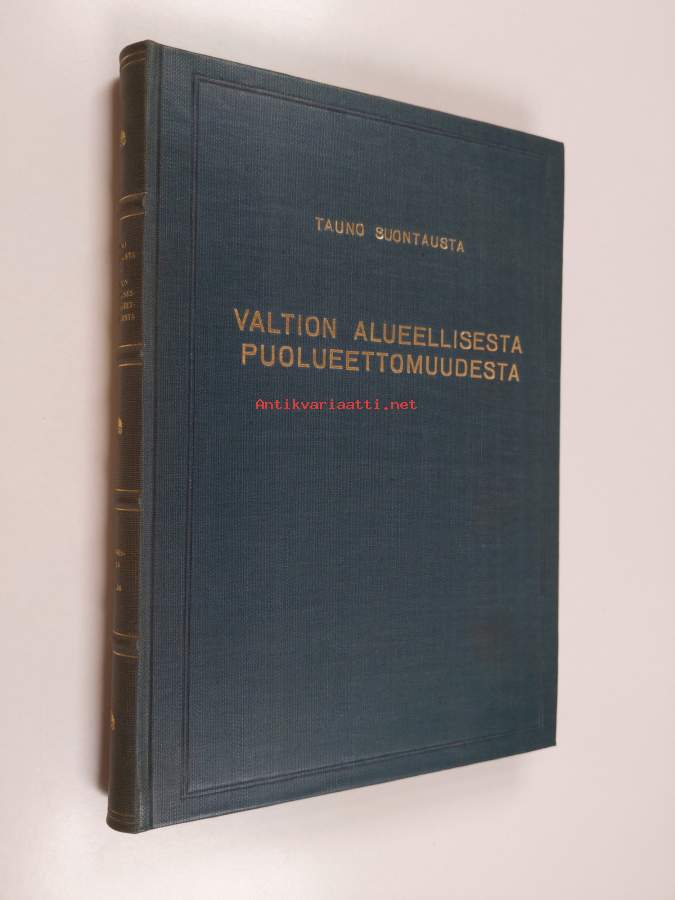 TAUNO SUONTAUSTA
VALTION ALUEELLISESTA
PUOLUEETTOMUUDESTA
Antikvariaatti.net